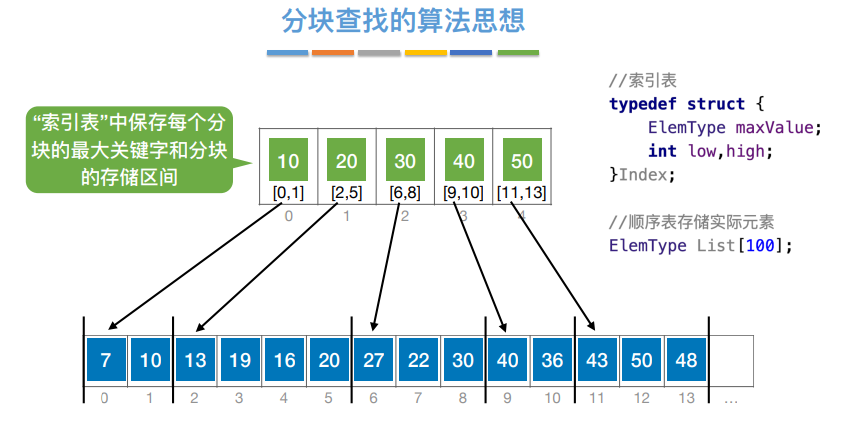 分块查找的算法思想
“索引表”中保存每个分
块的最大关键字和分块
的存储区间
10 20 30 40 50
[0,1] [2,5] [6,8] [9,10] [11,13]
0 1 2 3 4
//索引表
typedef struct {
ElemType maxValue;
int low,high;
}Index;
//顺序表存储实际元素
ElemType List[100];
7 10 13 19 16 20 27 22 30 40 36 43 50 48
0 1 2 3 4 5 6 7 8 9 10 11 12 13 …